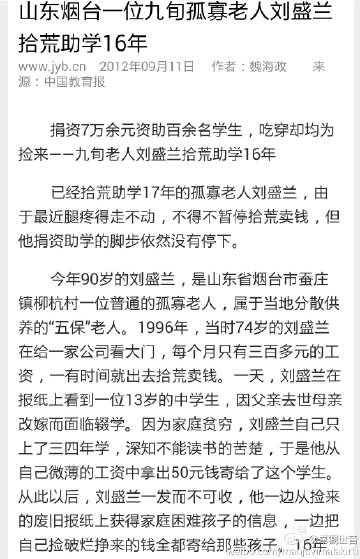 山东烟台一位九旬孤寡老人刘盛兰
拾荒助学16年
www.jyb.cn 2012年09月11日 作者：魏海政 来
源：中国教育报
捐资7万余元资助百余名学生，吃穿却均为
捡来——九旬老人刘盛兰拾荒助学16年
已经拾荒助学17年的孤寡老人刘盛兰，由
于最近腿疼得走不动，不得不暂停拾荒卖钱，但
他捐资助学的脚步依然没有停下。
今年90岁的刘盛兰，是山东省烟台市蚕庄
镇柳杭村一位普通的孤寡老人，属于当地分散供
养的“五保”老人。1996年，当时74岁的刘盛兰
在给一家公司看大门，每个月只有三百多元的工
资，一有时间就出去拾荒卖钱。一天，刘盛兰在
报纸上看到一位13岁的中学生，因父亲去世母亲
改嫁而面临辍学。因为家庭贫穷，刘盛兰自己只
上了三四年学，深知不能读书的苦楚，于是他从
自己微薄的工资中拿出50元钱寄给了这个学生。
从此以后，刘盛兰一发而不可收，他一边从捡来
的废旧报纸上获得家庭困难孩子的信息，一边把
自己捡破烂挣来的钱全都寄给那些孩子，16年